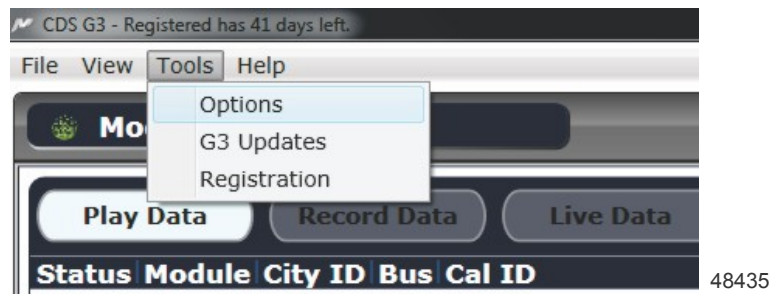 CDS G3 - Registered has 41 days left.
File View Tools Help
Options
Mo
G3 Updates
Registration
Play Data Record Data Live Data
Status Module City ID Bus Cal ID
48435